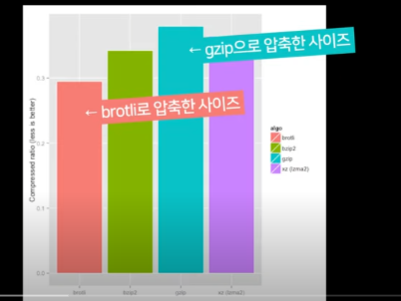 ← gzip으로 압축한 사이즈
← brotli로 압축한 사이즈
Compressed ratio (less is better)
0.3
0.2
0.1
0.0
brotli
bzip2
gzip
xz (lzma2)
algo
brotli
bzip2
gzip
xz (lzma2)